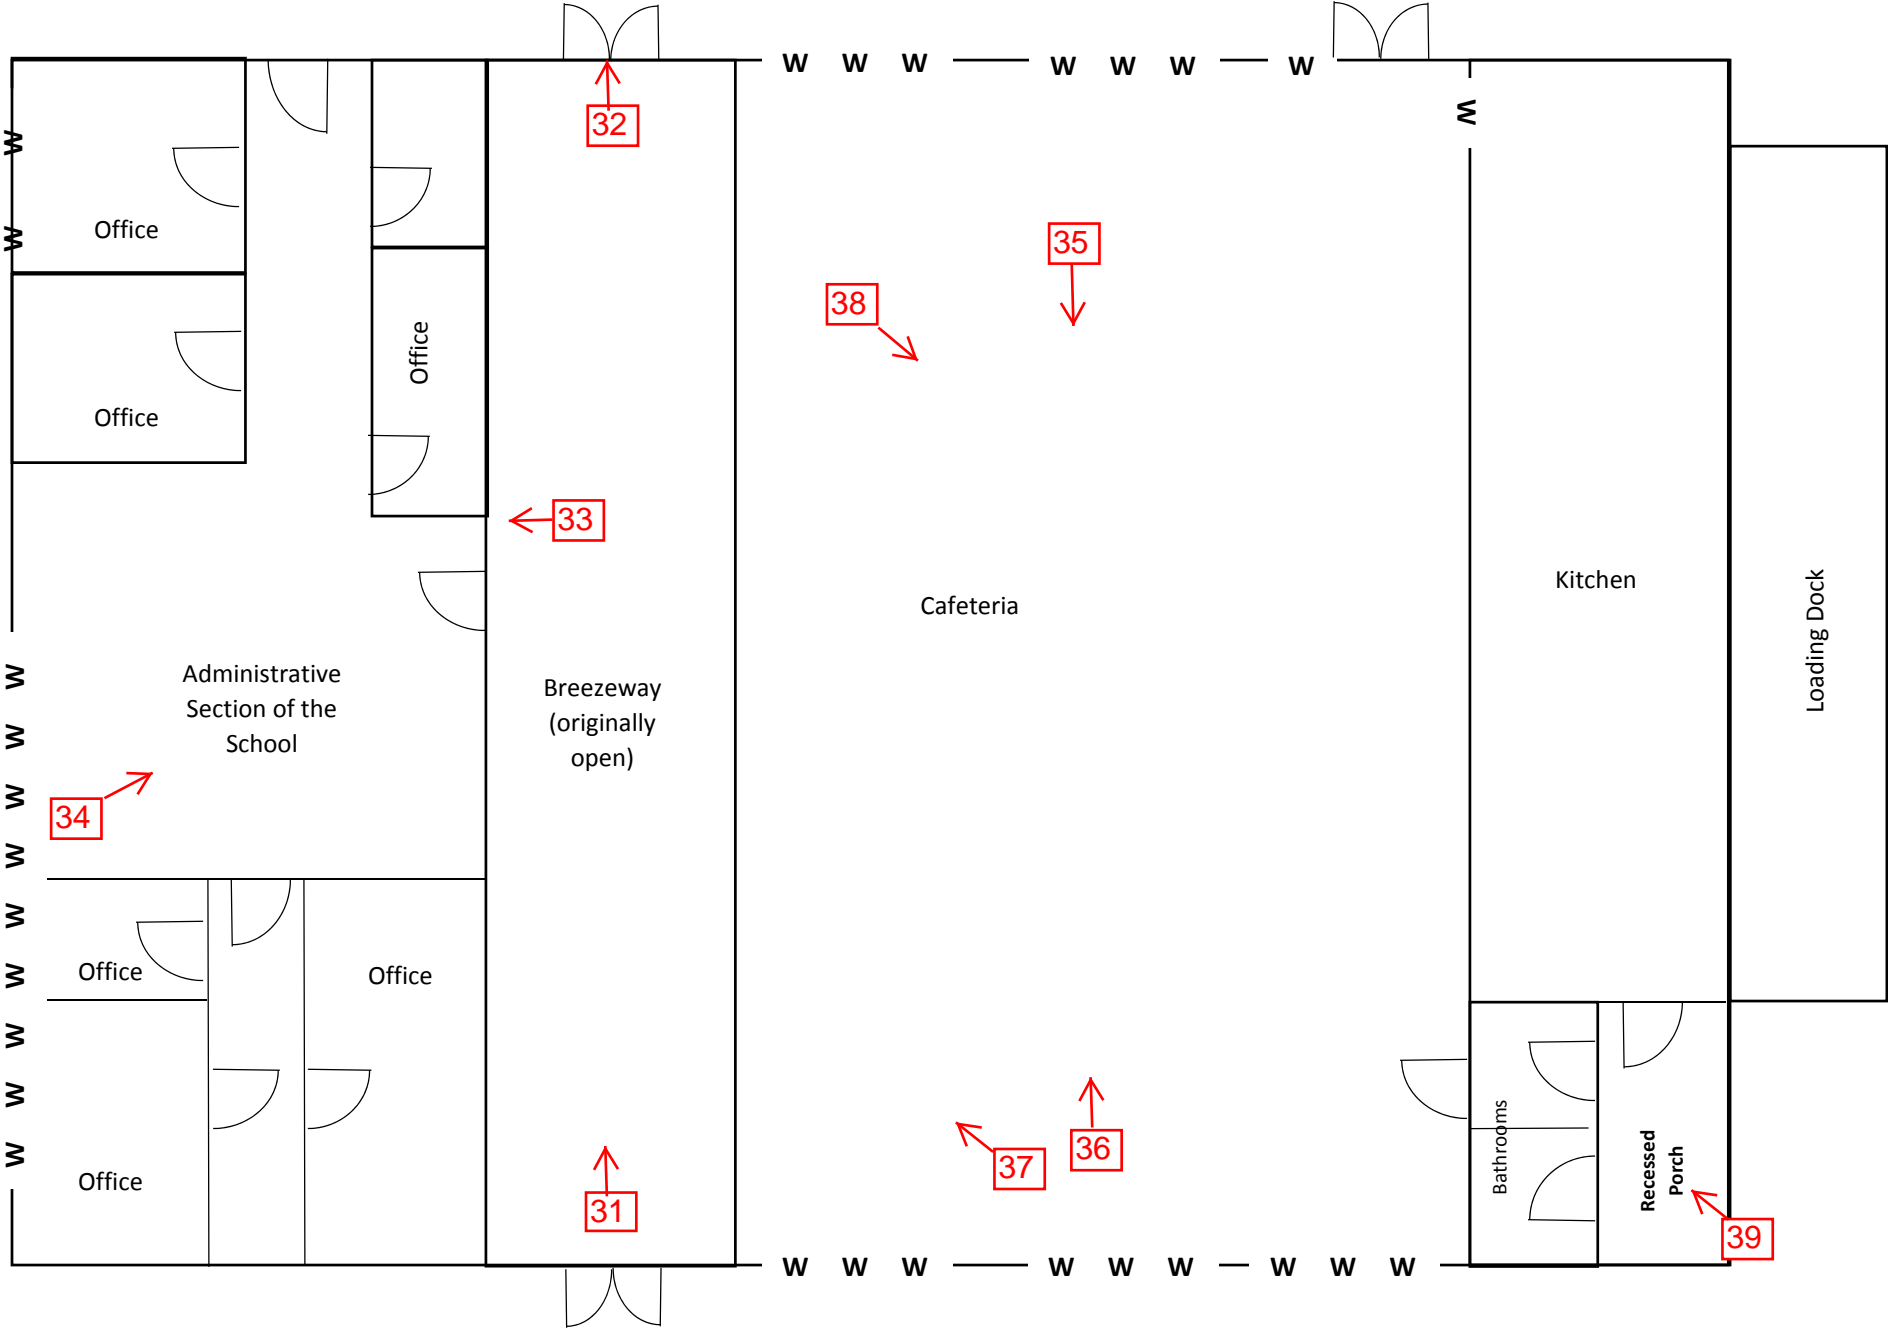 W W W W W W W
W
W
32
Office
W
35
38
Office
Office
33
Kitchen
Cafeteria
Loading Dock
Administrative
Section of the
School
Breezeway
(originally
open)
W
W
W
W
W
W
W
W
W
34
Office
Office
Office
Bathrooms
Recessed
Porch
36
37
31
39
W W W W W W W W W